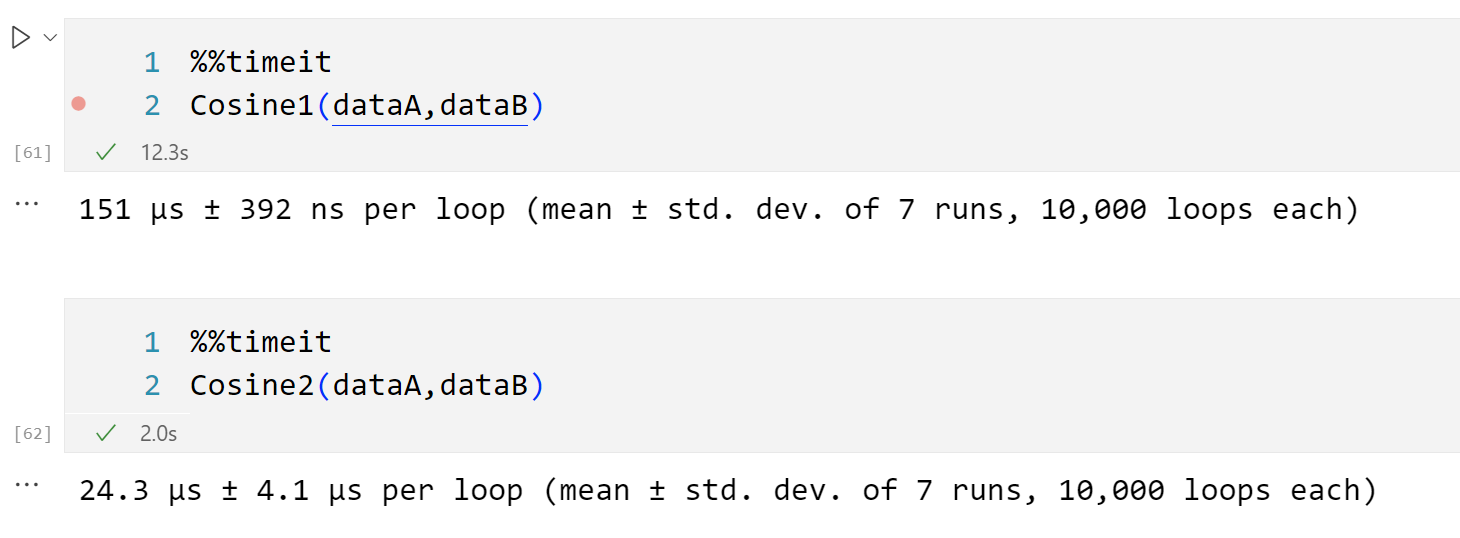 1 %%timeit
2 Cosine1(dataA,dataB)
[61] 12.3s
151 µs ± 392 ns per loop (mean ± std. dev. of 7 runs, 10,000 loops each)
1 %%timeit
2 Cosine2(dataA,dataB)
[62] 2.0s
24.3 µs ± 4.1 µs per loop (mean ± std. dev. of 7 runs, 10,000 loops each)